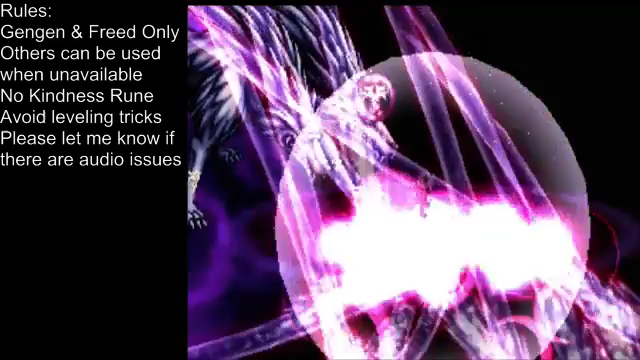 Rules:
Gengen & Freed Only
Others can be used
when unavailable
No Kindness Rune
Avoid leveling tricks
Please let me know if
there are audio issues